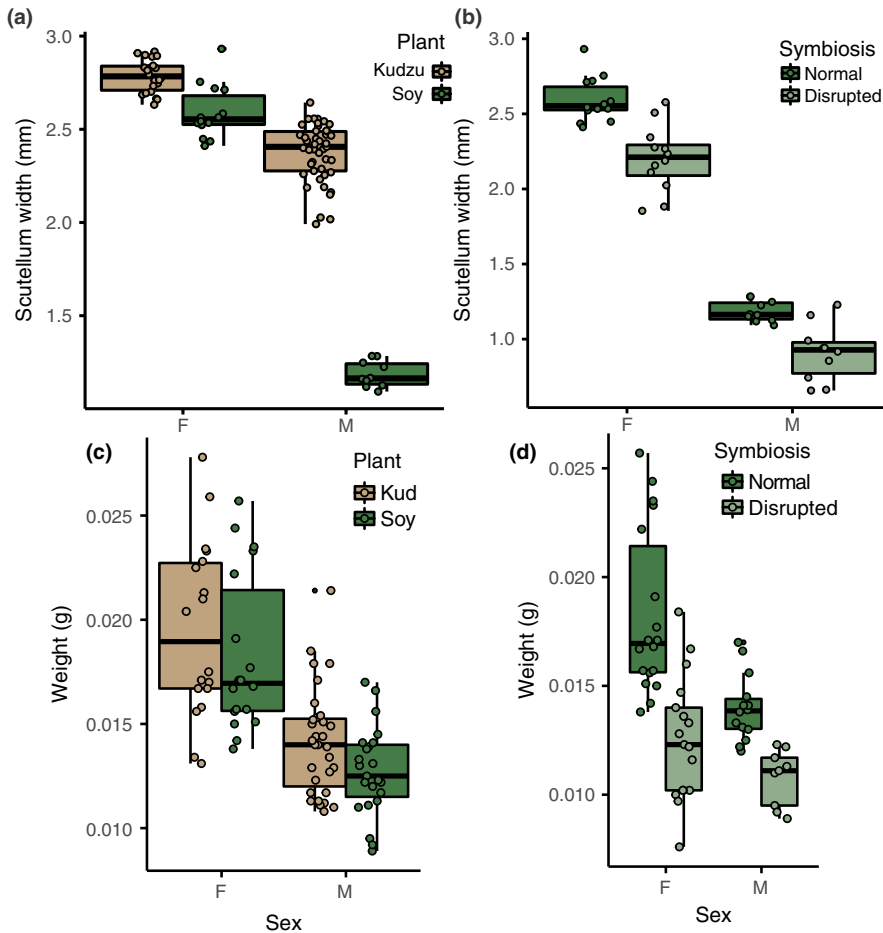 (a)
3.0
2.5
2.0
1.5
Scutellum width (mm)
F
M
Plant
Kudzu
Soy
(b)
3.0
2.5
2.0
1.5
1.0
Scutellum width (mm)
F
M
Symbiosis
Normal
Disrupted
(c)
0.025
0.020
0.015
0.010
Weight (g)
F
M
Sex
Plant
Kud
Soy
(d)
0.025
0.020
0.015
0.010
Weight (g)
F
M
Sex
Symbiosis
Normal
Disrupted